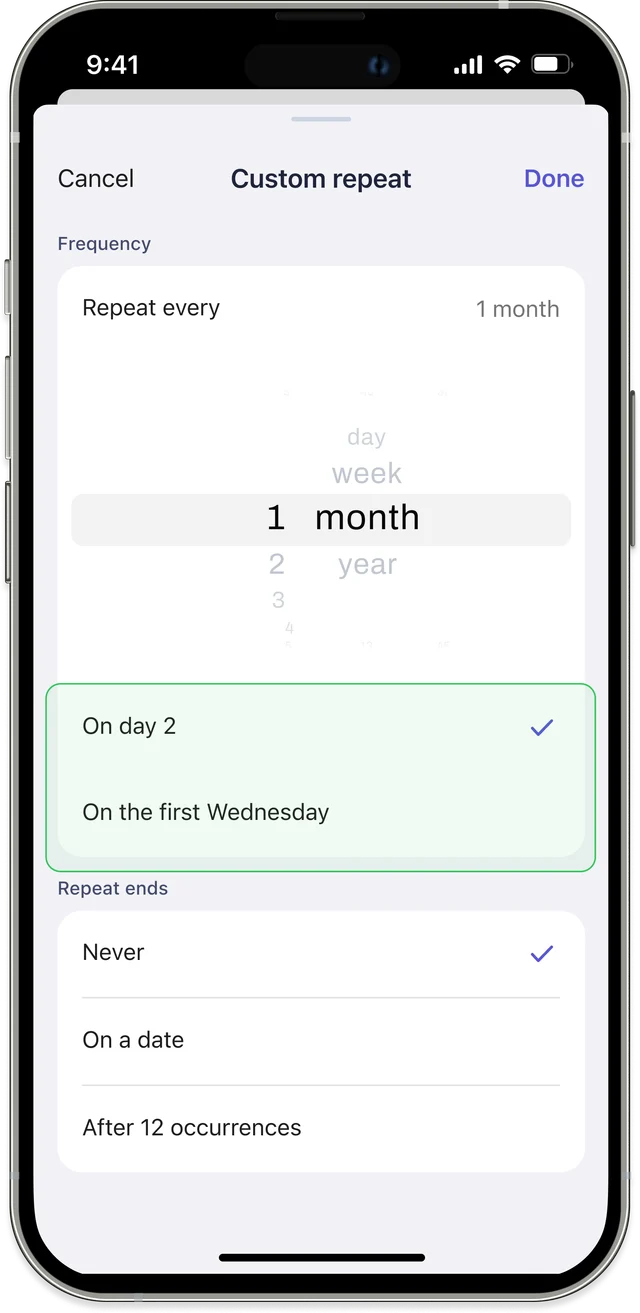 9:41
Cancel Custom repeat Done
Frequency
Repeat every 1 month
day
week
1 month
2 year
3
4
On day 2
On the first Wednesday
Repeat ends
Never
On a date
After 12 occurrences